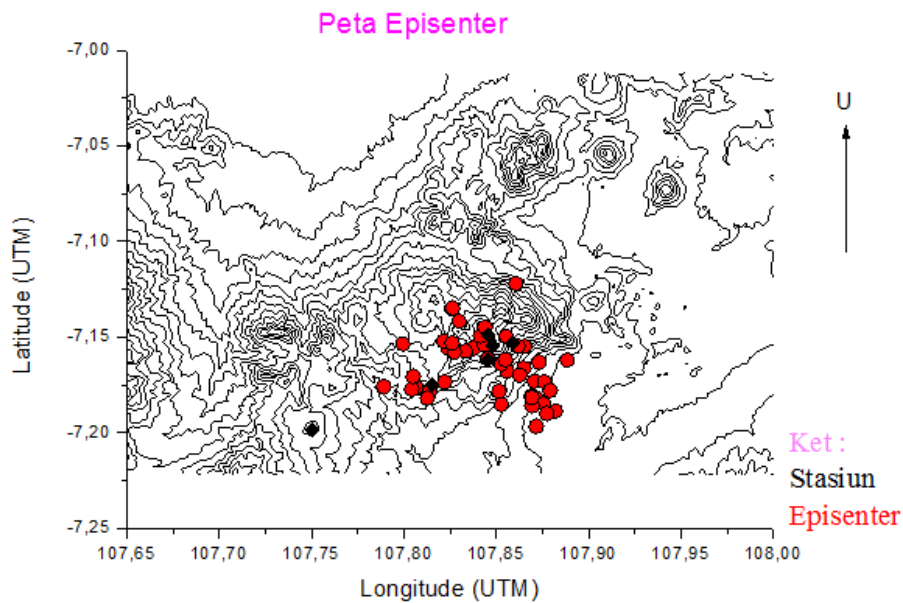 Peta Episenter
-7,00
-7,05
-7,10
-7,15
-7,20
-7,25
Latitude (UTM)
107,65 107,70 107,75 107,80 107,85 107,90 107,95 108,00
Longitude (UTM)
U
Ket :
Stasiun
Episenter